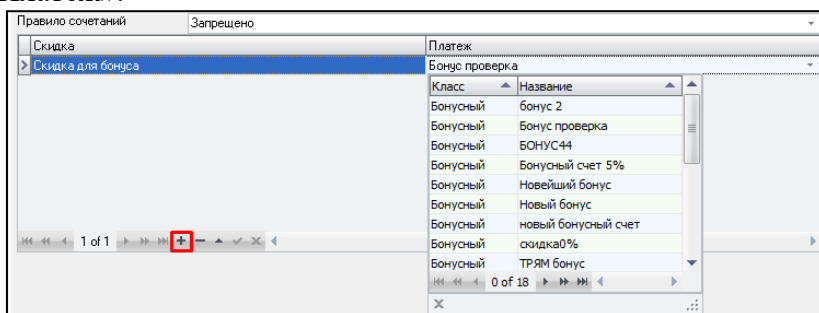 Правило сочетаний Запрещено
Скидка Платеж
Скидка для бонуса Бонус проверка
Класс Название
Бонусный бонус 2
Бонусный Бонус проверка
Бонусный БОНУС44
Бонусный Бонусный счет 5%
Бонусный Новейший бонус
Бонусный Новый бонус
Бонусный новый бонусный счет
Бонусный скидка0%
Бонусный ТРЯМ бонус
1 of 1
0 of 18